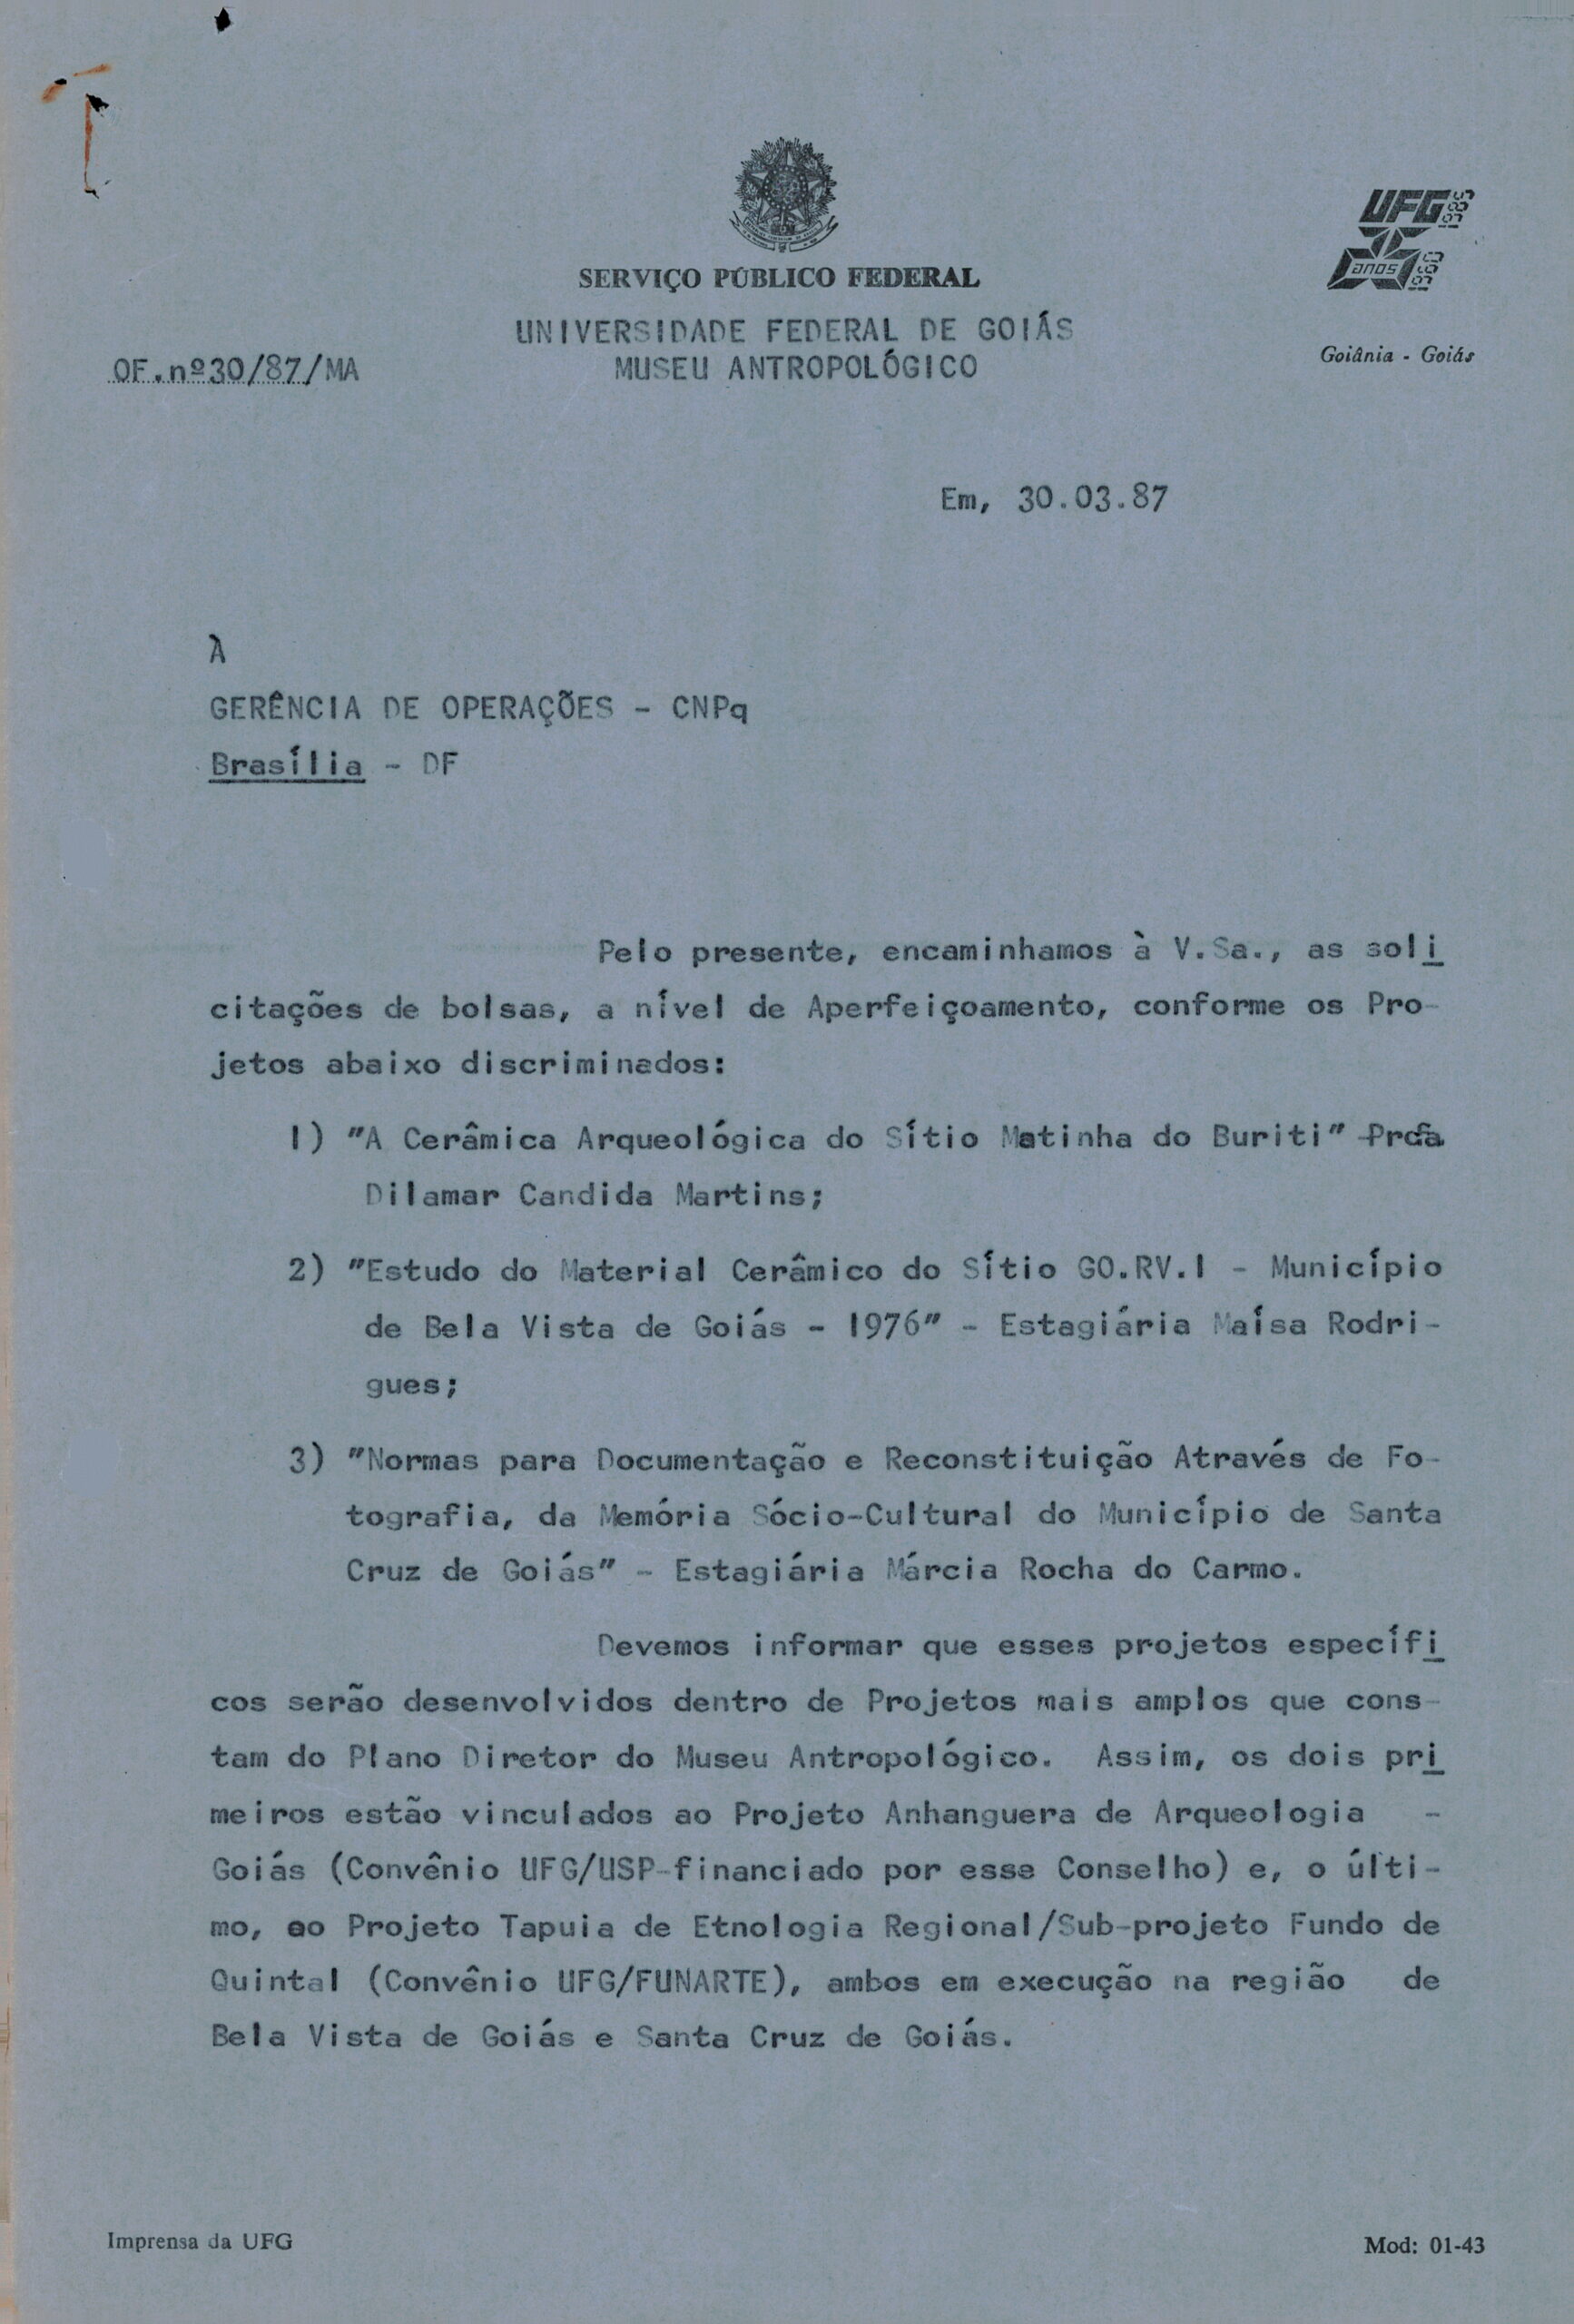 UFG 1985
25 anos 1960
SERVIÇO PÚBLICO FEDERAL
UNIVERSIDADE FEDERAL DE GOIÁS
Goiânia - Goiás
OF.nº30/87/MA
MUSEU ANTROPOLÓGICO
Em, 30.03.87
À
GERÊNCIA DE OPERAÇÕES - CNPq
Brasília - DF
Pelo presente, encaminhamos à V.Sa., as soli
citações de bolsas, a nível de Aperfeiçoamento, conforme os Pro-
jetos abaixo discriminados:
1) "A Cerâmica Arqueológica do Sítio Matinha do Buriti" -Profa
Dilamar Candida Martins;
2) "Estudo do Material Cerâmico do Sítio GO.RV.I - Município
de Bela Vista de Goiás - 1976" - Estagiária Maísa Rodri-
gues;
3) "Normas para Documentação e Reconstituição Através de Fo-
tografia, da Memória Sócio-Cultural do Município de Santa
Cruz de Goiás" - Estagiária Márcia Rocha do Carmo.
Devemos informar que esses projetos específi
cos serão desenvolvidos dentro de Projetos mais amplos que cons-
tam do Plano Diretor do Museu Antropológico. Assim, os dois pri
meiros estão vinculados ao Projeto Anhanguera de Arqueologia -
Goiás (Convênio UFG/USP-financiado por esse Conselho) e, o últi-
mo, ao Projeto Tapuia de Etnologia Regional/Sub-projeto Fundo de
Quintal (Convênio UFG/FUNARTE), ambos em execução na região de
Bela Vista de Goiás e Santa Cruz de Goiás.
Imprensa da UFG
Mod: 01-43